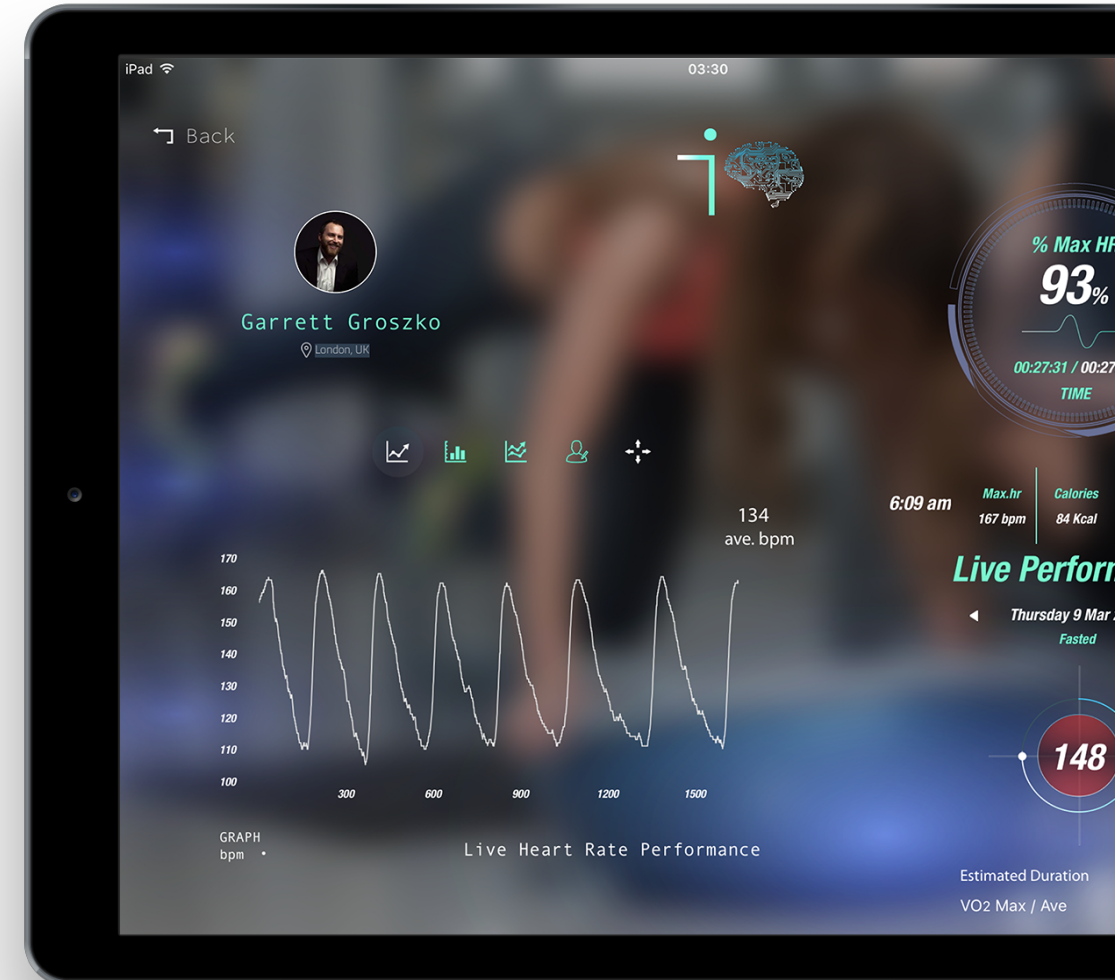 iPad
03:30
Back
Garrett Groszko
London, UK
% Max HR
93%
00:27:31 / 00:27
TIME
134
ave. bpm
6:09 am
Max.hr
167 bpm
Calories
84 Kcal
Live Perform
Thursday 9 Mar
Fasted
148
170
160
150
140
130
120
110
100
300
600
900
1200
1500
GRAPH
bpm
Live Heart Rate Performance
Estimated Duration
VO2 Max / Ave